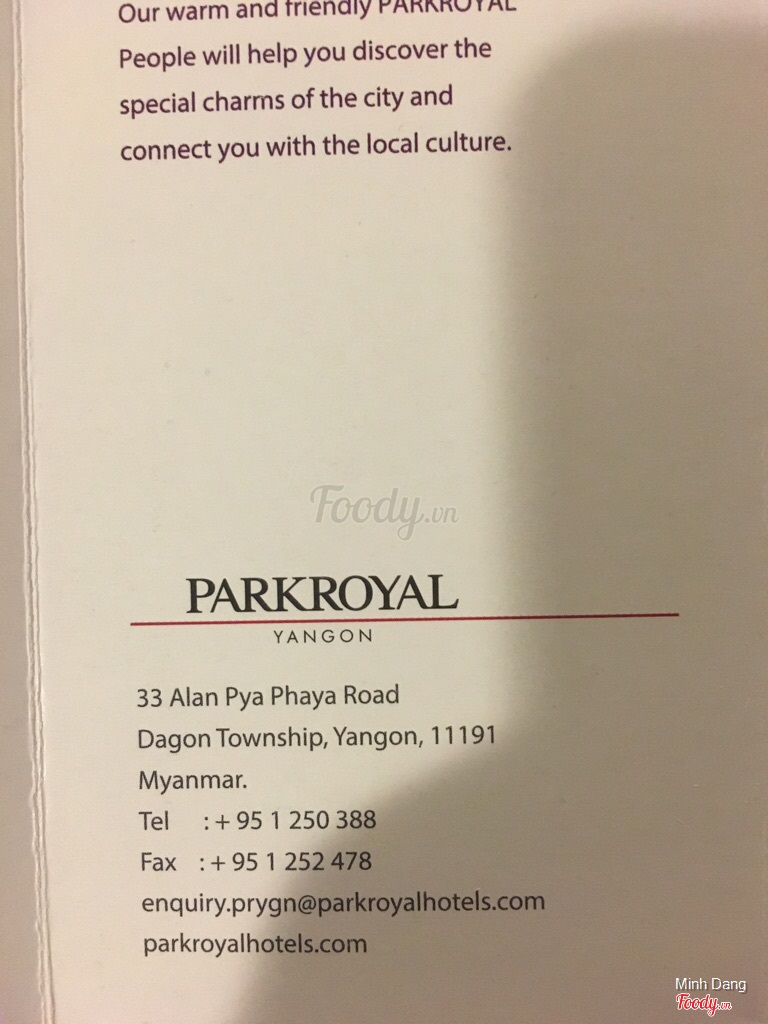 Our warm and friendly PARKROYAL
People will help you discover the
special charms of the city and
connect you with the local culture.
Foody.vn
PARKROYAL
YANGON
33 Alan Pya Phaya Road
Dagon Township, Yangon, 11191
Myanmar.
Tel : + 95 1 250 388
Fax : + 95 1 252 478
enquiry.prygn@parkroyalhotels.com
parkroyalhotels.com
Minh Dang
Foody.vn